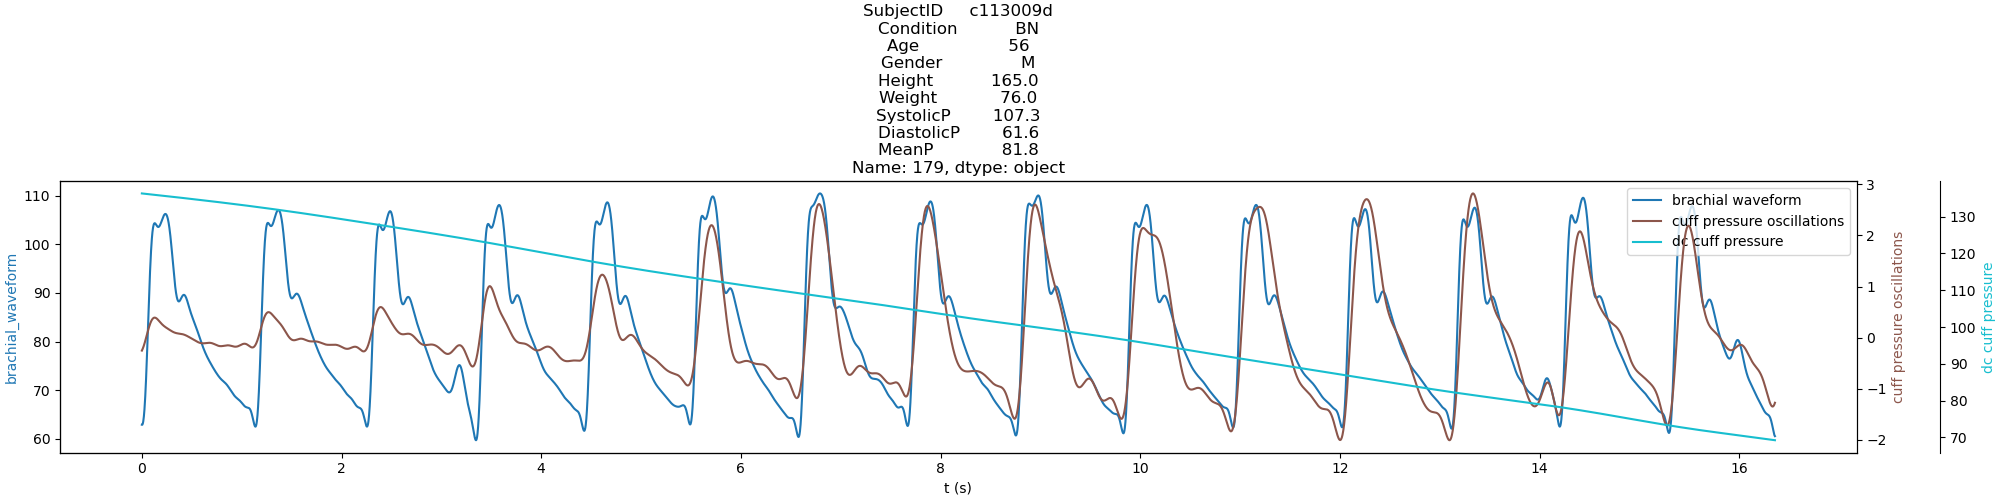 SubjectID c113009d
Condition BN
Age 56
Gender M
Height 165.0
Weight 76.0
SystolicP 107.3
DiastolicP 61.6
MeanP 81.8
Name: 179, dtype: object
brachial waveform
cuff pressure oscillations
dc cuff pressure
110
100
90
80
70
60
brachial_waveform
3
2
1
0
−1
−2
cuff pressure oscillations
130
120
110
100
90
80
70
dc cuff pressure
0 2 4 6 8 10 12 14 16
t (s)